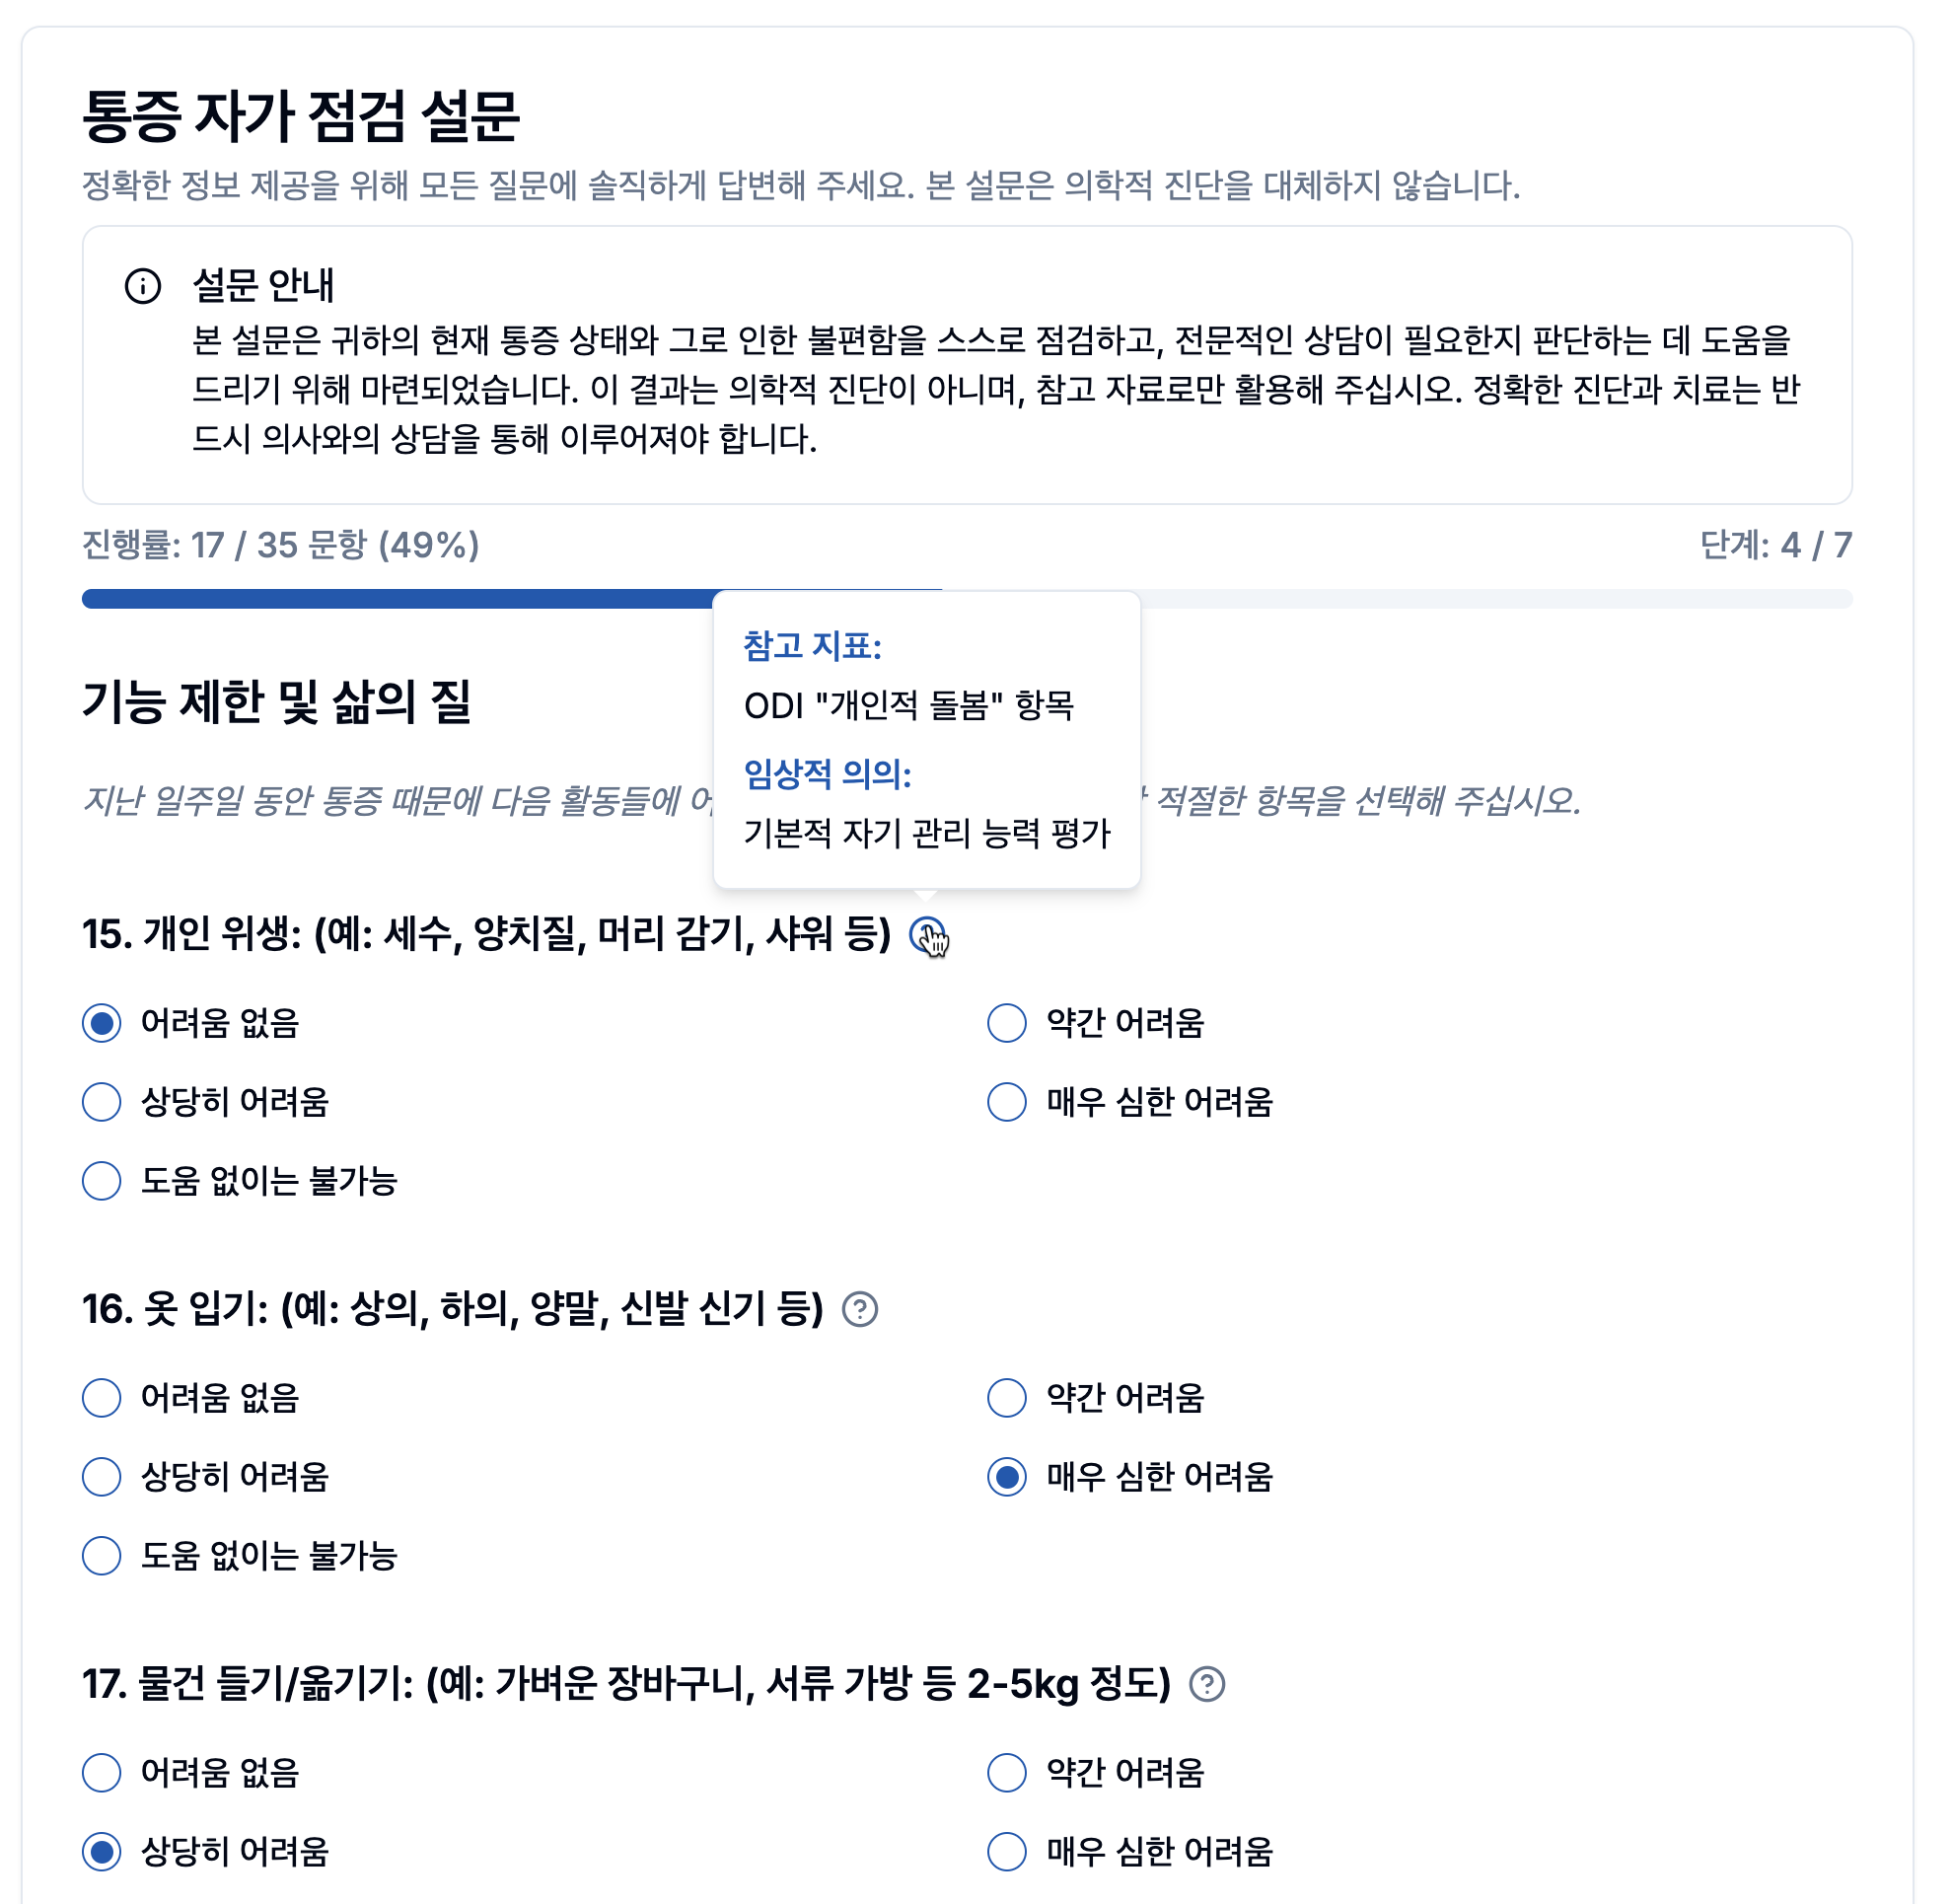 통증 자가 점검 설문
정확한 정보 제공을 위해 모든 질문에 솔직하게 답변해 주세요. 본 설문은 의학적 진단을 대체하지 않습니다.
설문 안내
본 설문은 귀하의 현재 통증 상태와 그로 인한 불편함을 스스로 점검하고, 전문적인 상담이 필요한지 판단하는 데 도움을
드리기 위해 마련되었습니다. 이 결과는 의학적 진단이 아니며, 참고 자료로만 활용해 주십시오. 정확한 진단과 치료는 반
드시 의사와의 상담을 통해 이루어져야 합니다.
진행률: 17 / 35 문항 (49%)
단계: 4 / 7
참고 지표:
ODI "개인적 돌봄" 항목
임상적 의의:
기본적 자기 관리 능력 평가
기능 제한 및 삶의 질
지난 일주일 동안 통증 때문에 다음 활동들에 적절한 항목을 선택해 주십시오.
15. 개인 위생: (예: 세수, 양치질, 머리 감기, 샤워 등)
어려움 없음
약간 어려움
상당히 어려움
매우 심한 어려움
도움 없이는 불가능
16. 옷 입기: (예: 상의, 하의, 양말, 신발 신기 등)
어려움 없음
약간 어려움
상당히 어려움
매우 심한 어려움
도움 없이는 불가능
17. 물건 들기/옮기기: (예: 가벼운 장바구니, 서류 가방 등 2-5kg 정도)
어려움 없음
약간 어려움
상당히 어려움
매우 심한 어려움